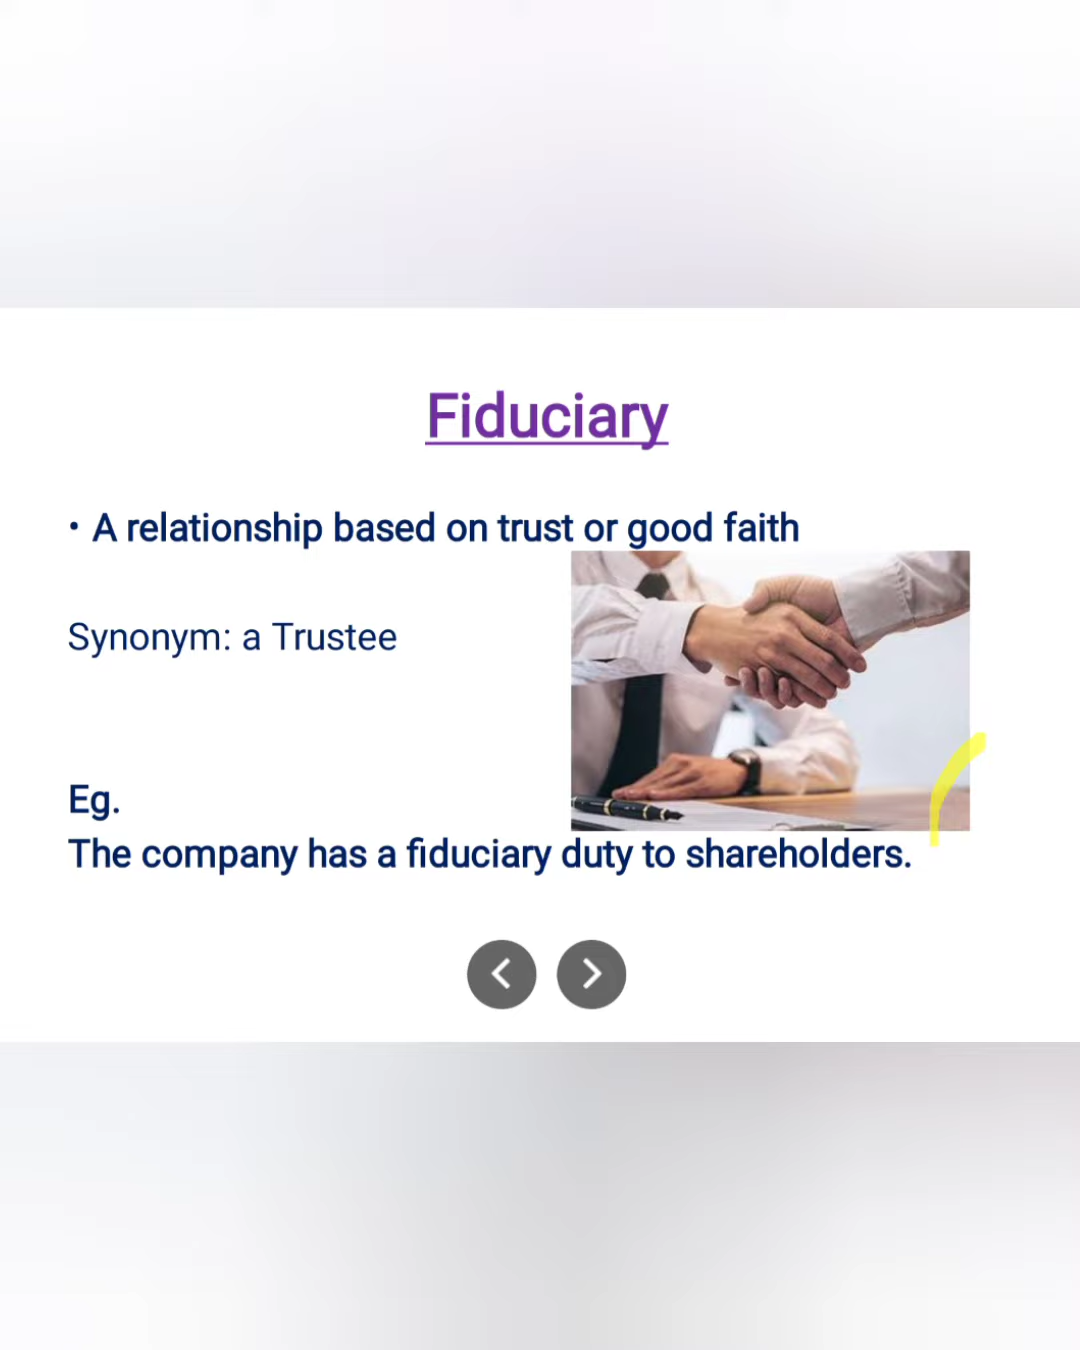 Fiduciary
• A relationship based on trust or good faith
Synonym: a Trustee
Eg.
The company has a fiduciary duty to shareholders.